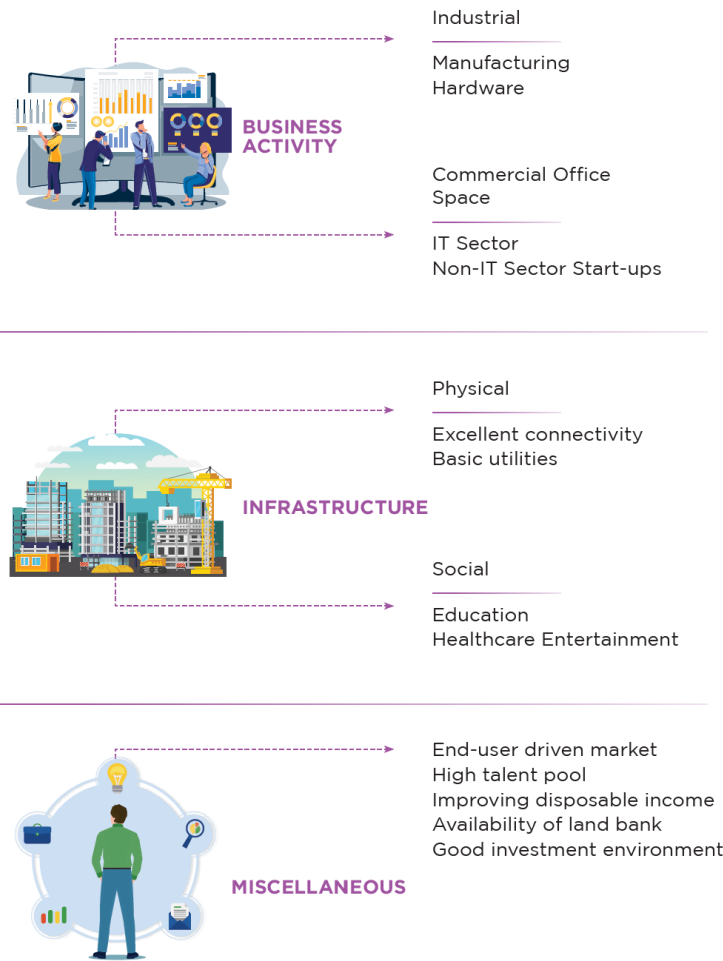 Industrial
Manufacturing
Hardware
BUSINESS
ACTIVITY
Commercial Office
Space
IT Sector
Non-IT Sector Start-ups
Physical
Excellent connectivity
Basic utilities
INFRASTRUCTURE
Social
Education
Healthcare Entertainment
End-user driven market
High talent pool
Improving disposable income
Availability of land bank
Good investment environment
MISCELLANEOUS